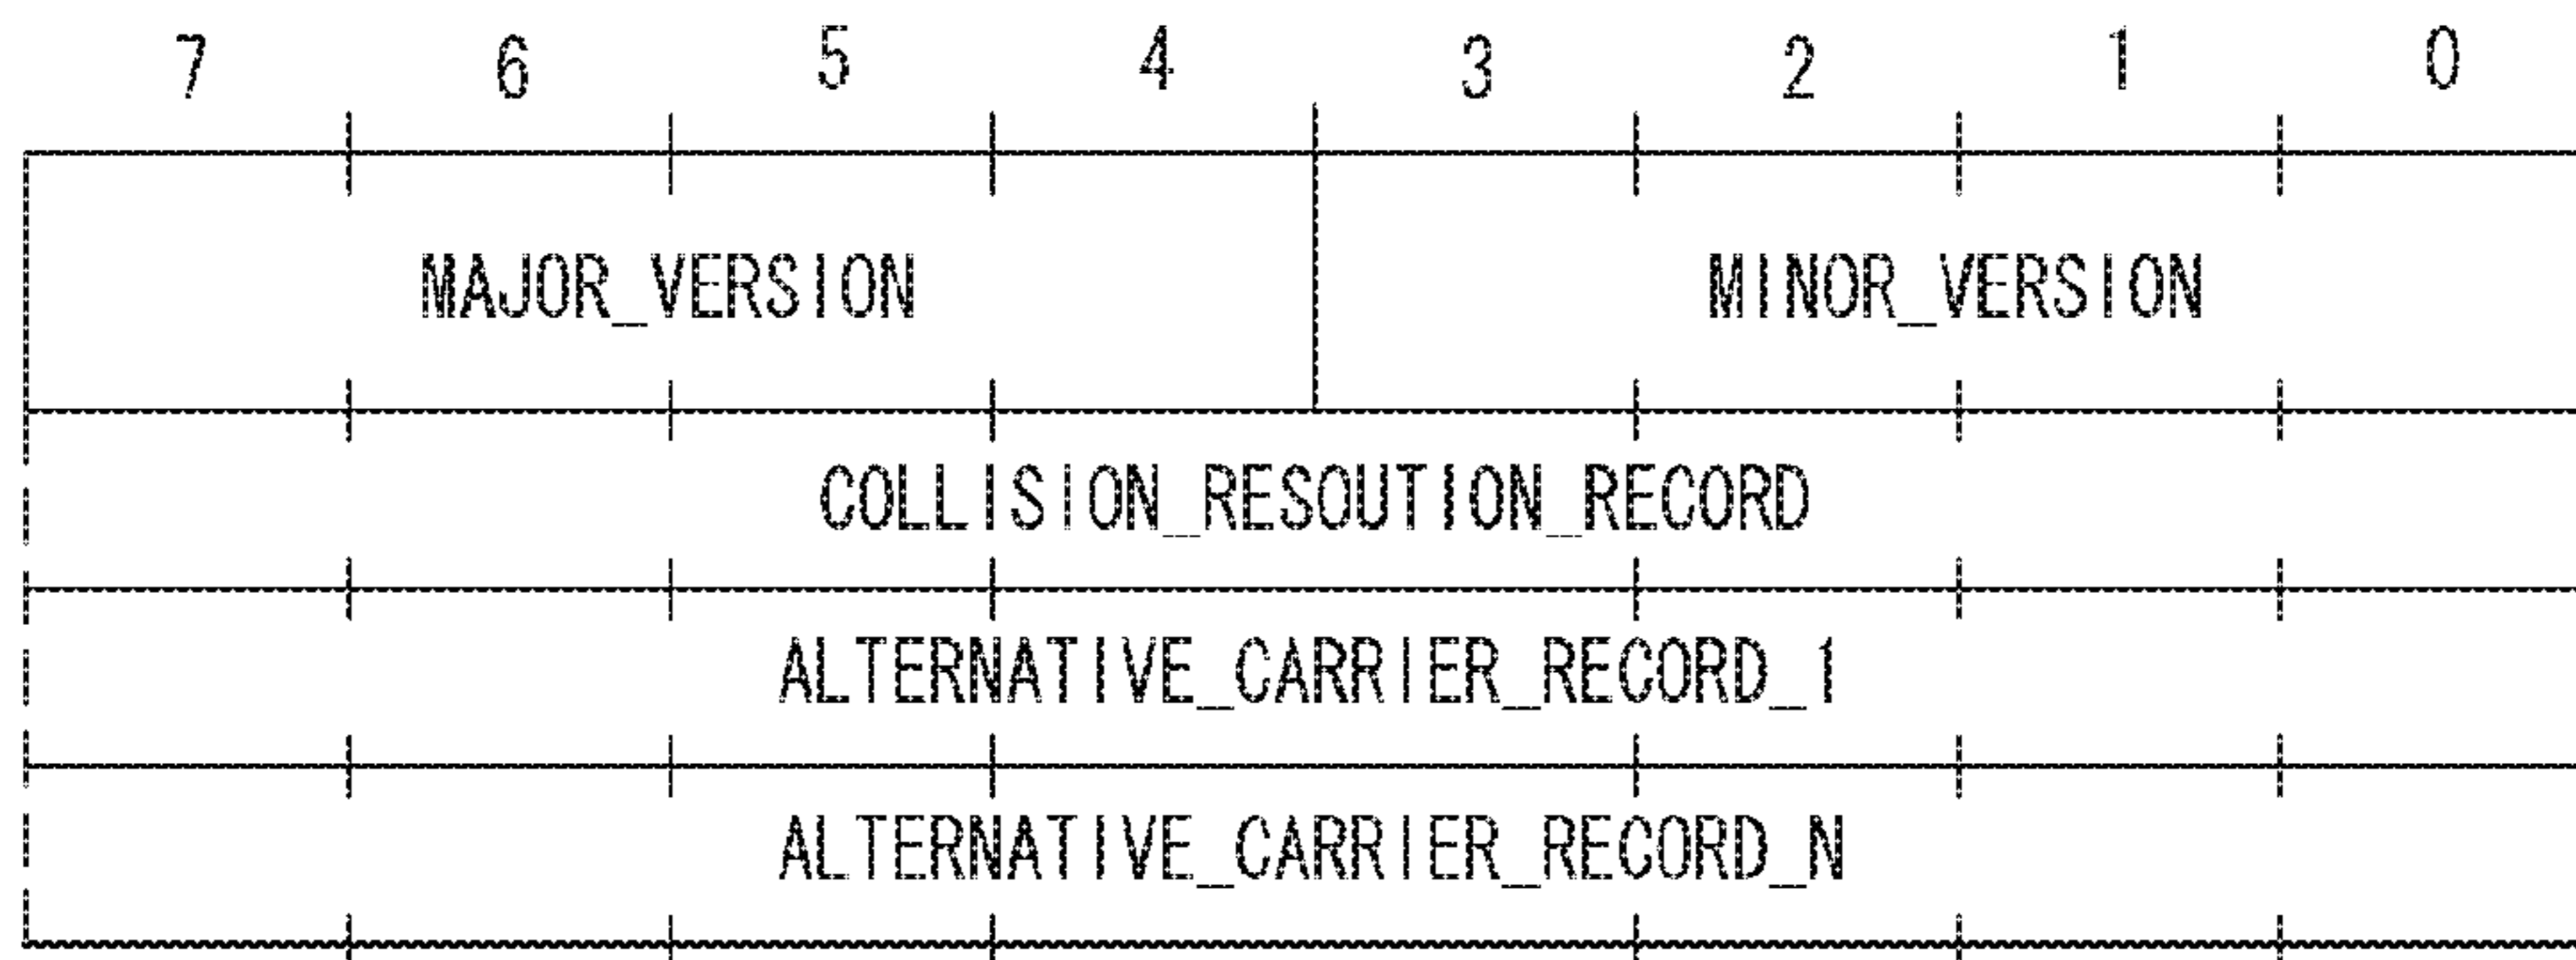 7 6 5 4 3 2 1 0
MAJOR_VERSION MINOR_VERSION
COLLISION_RESOUTION_RECORD
ALTERNATIVE_CARRIER_RECORD_1
ALTERNATIVE_CARRIER_RECORD_N